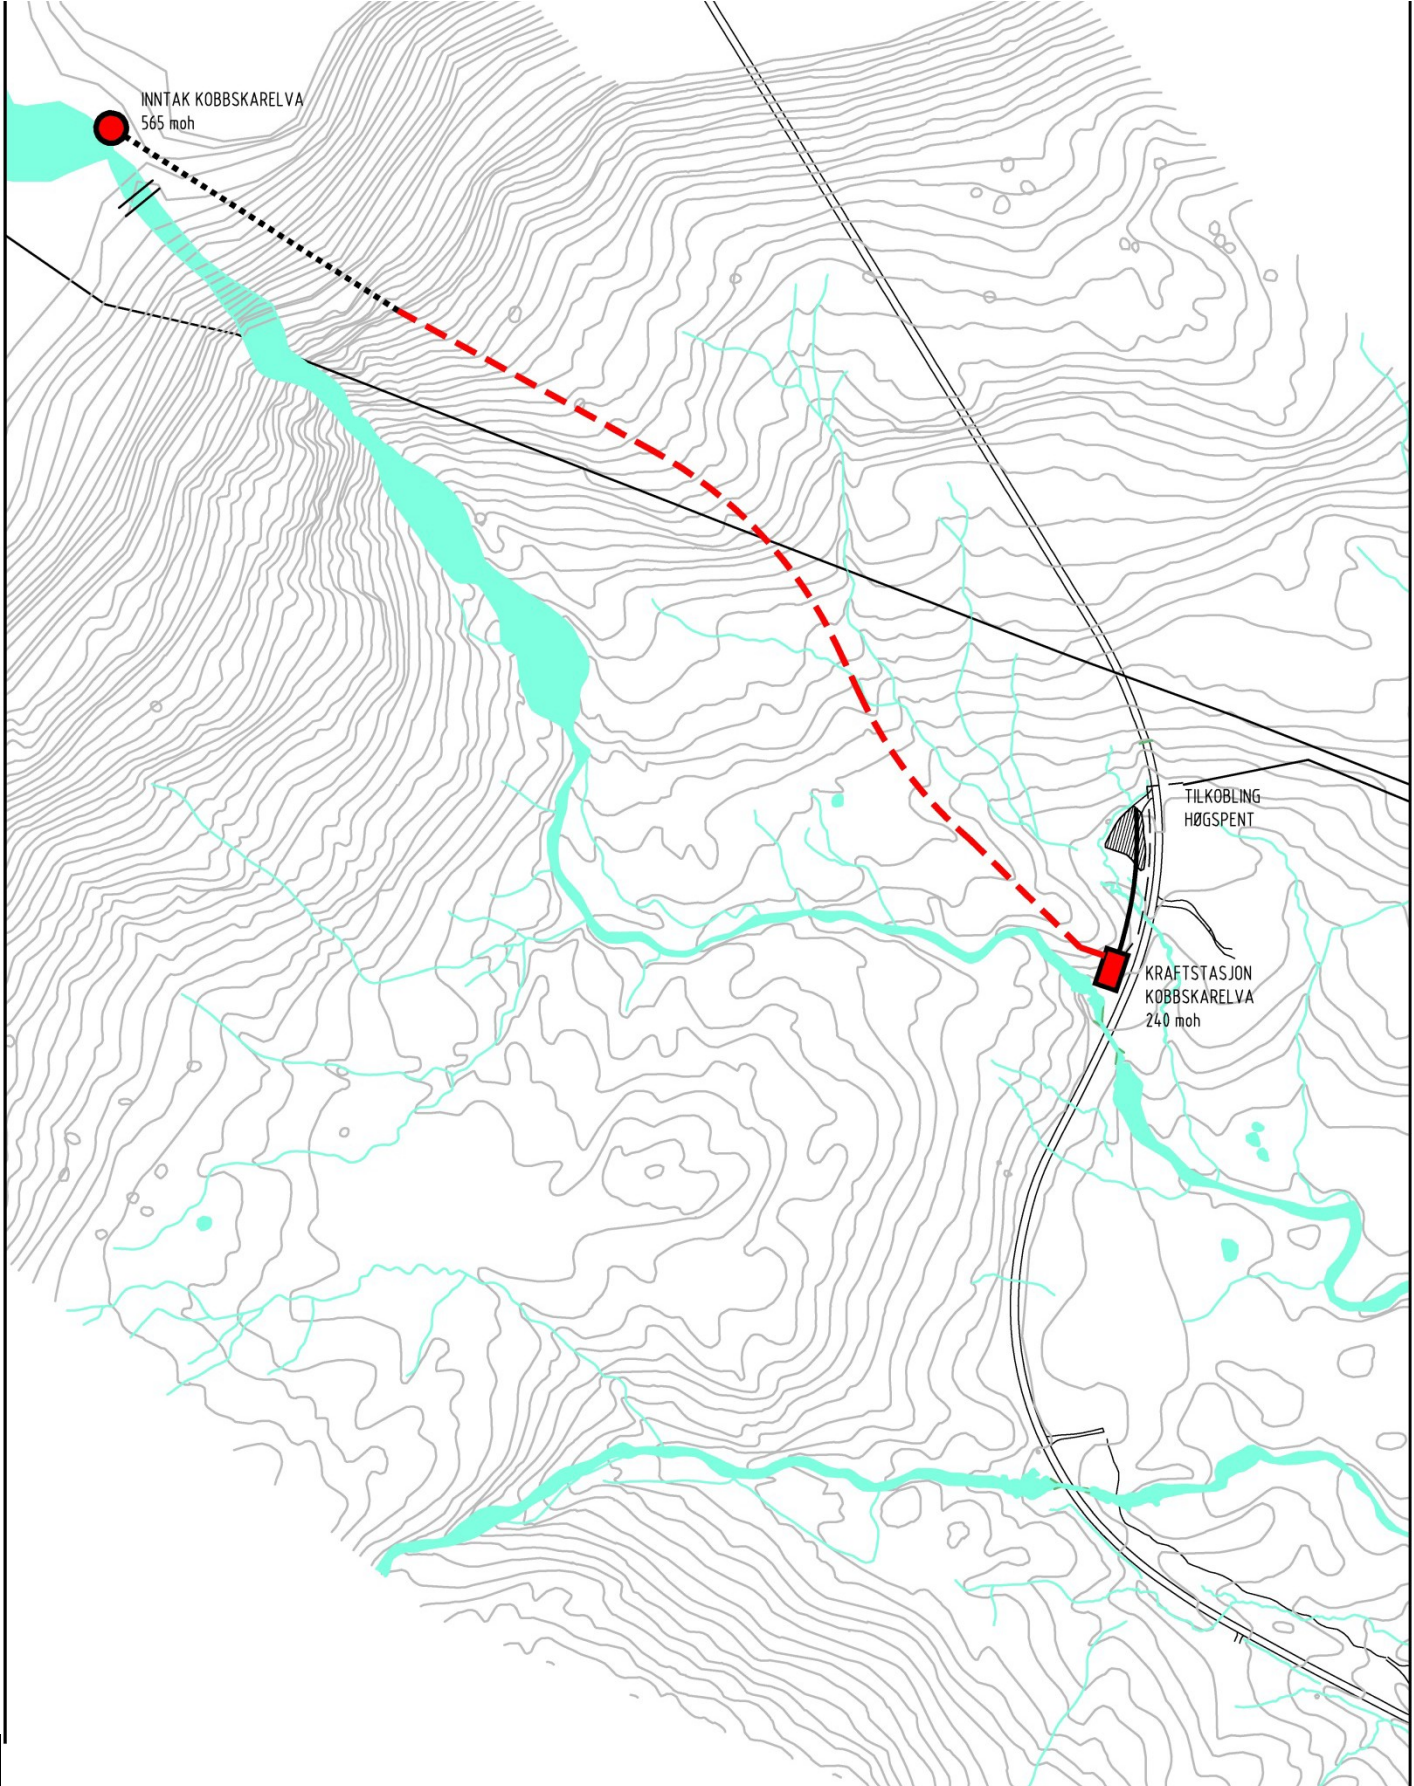 INNTAK KOBBSKARELVA
565 moh
TILKOBLING
HØGSPENT
KRAFTSTASJON
KOBBSKARELVA
240 moh